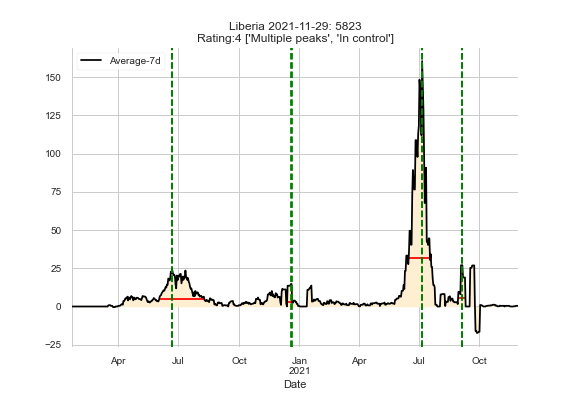 Liberia 2021-11-29: 5823
Rating:4 ['Multiple peaks', 'In control']
Average-7d
150
125
100
75
50
25
0
−25
Apr
Jul
Oct
Jan
2021
Apr
Jul
Oct
Date